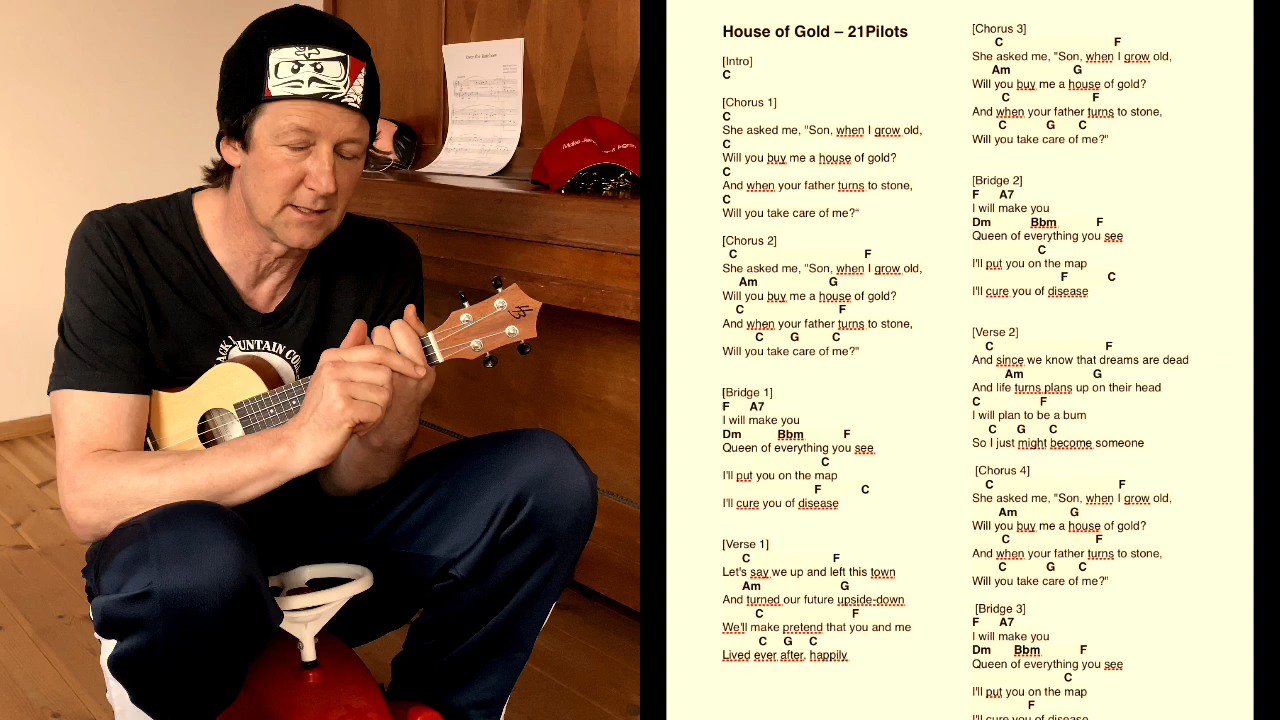 House of Gold – 21Pilots
[Intro]
C
[Chorus 1]
C
She asked me, "Son, when I grow old,
C
Will you buy me a house of gold?
C
And when your father turns to stone,
C
Will you take care of me?“
[Chorus 2]
C F
She asked me, "Son, when I grow old,
Am G
Will you buy me a house of gold?
C F
And when your father turns to stone,
C G C
Will you take care of me?"
[Bridge 1]
F A7
I will make you
Dm Bbm F
Queen of everything you see
C
I'll put you on the map
F C
I'll cure you of disease
[Verse 1]
C F
Let's say we up and left this town
Am G
And turned our future upside-down
C F
We'll make pretend that you and me
C G C
Lived ever after, happily
[Chorus 3]
C F
She asked me, "Son, when I grow old,
Am G
Will you buy me a house of gold?
C F
And when your father turns to stone,
C G C
Will you take care of me?"
[Bridge 2]
F A7
I will make you
Dm Bbm F
Queen of everything you see
C
I'll put you on the map
F C
I'll cure you of disease
[Verse 2]
C F
And since we know that dreams are dead
Am G
And life turns plans up on their head
C F
I will plan to be a bum
C G C
So I just might become someone
[Chorus 4]
C F
She asked me, "Son, when I grow old,
Am G
Will you buy me a house of gold?
C F
And when your father turns to stone,
C G C
Will you take care of me?"
[Bridge 3]
F A7
I will make you
Dm Bbm F
Queen of everything you see
C
I'll put you on the map
F
I'll cure you of disease